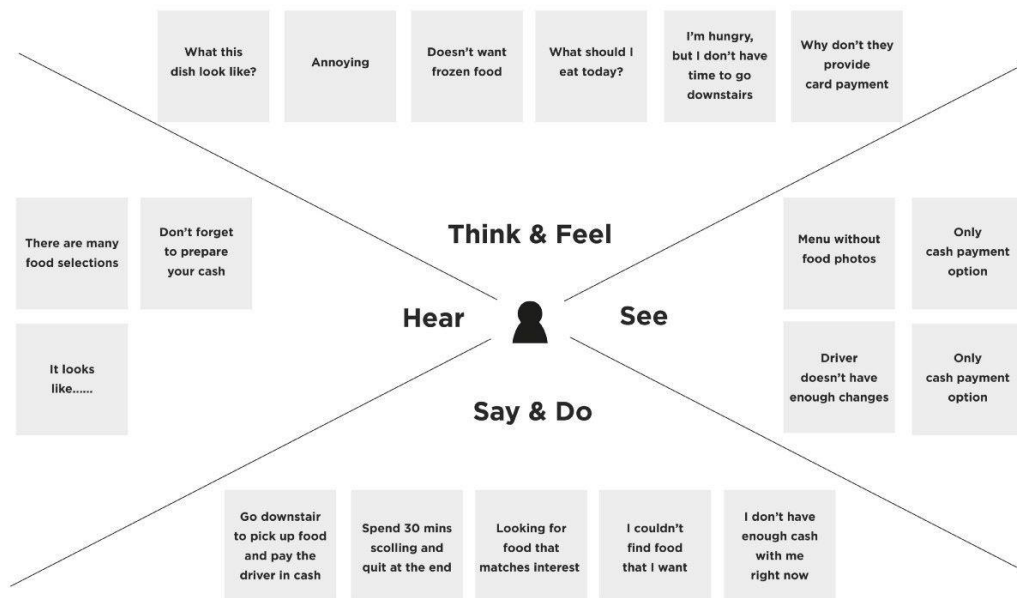 What this
dish look like?
Annoying
Doesn't want
frozen food
What should I
eat today?
I'm hungry,
but I don't have
time to go
downstairs
Why don't they
provide
card payment
Think & Feel
There are many
food selections
Don't forget
to prepare
your cash
It looks
like......
Hear
See
Menu without
food photos
Only
cash payment
option
Driver
doesn't have
enough changes
Only
cash payment
option
Say & Do
Go downstair
to pick up food
and pay the
driver in cash
Spend 30 mins
scolling and
quit at the end
Looking for
food that
matches interest
I couldn't
find food
that I want
I don't have
enough cash
with me
right now